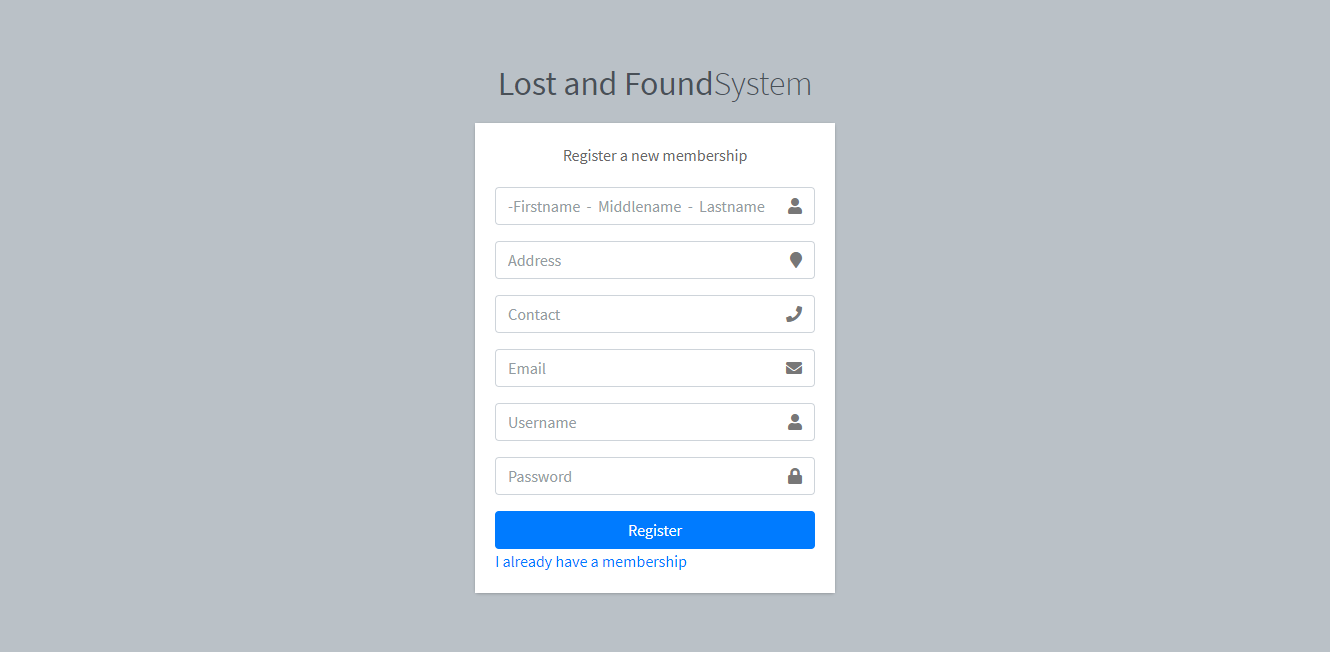 Lost and FoundSystem
Register a new membership
-Firstname - Middlename - Lastname
Address
Contact
Email
Username
Password
Register
I already have a membership